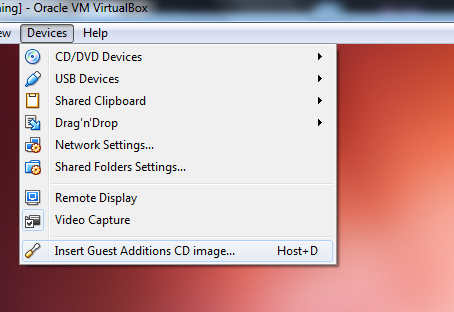 ning] - Oracle VM VirtualBox
ew Devices Help
CD/DVD Devices
USB Devices
Shared Clipboard
Drag'n'Drop
Network Settings...
Shared Folders Settings...
Remote Display
Video Capture
Insert Guest Additions CD image... Host+D